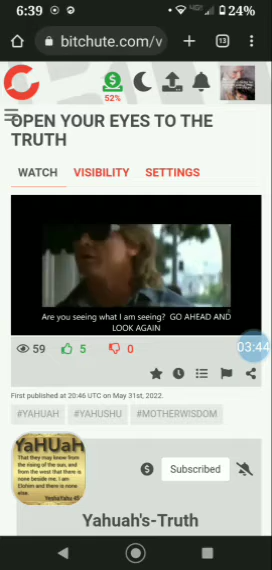 6:39
24%
bitchute.com/v
13
52%
OPEN YOUR EYES TO THE
TRUTH
WATCH VISIBILITY SETTINGS
Are you seeing what I am seeing? GO AHEAD AND
LOOK AGAIN
03:44
59 5 0
First published at 20:46 UTC on May 31st, 2022.
#YAHUAH #YAHUSHU #MOTHERWISDOM
YaHUaH
That they may know from
the rising of the sun, and
from the west that there is
none beside me. I am
Elohim and there is none
else.
Subscribed
Yahuah's-Truth